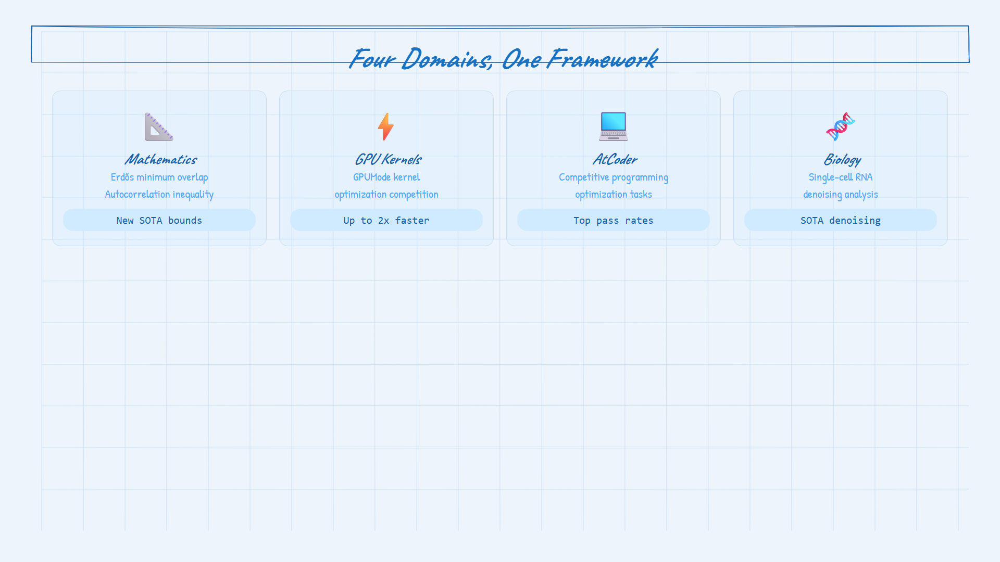 Four Domains, One Framework
Mathematics
Erdős minimum overlap
Autocorrelation inequality
New SOTA bounds
GPU Kernels
GPUMode kernel
optimization competition
Up to 2x faster
AtCoder
Competitive programming
optimization tasks
Top pass rates
Biology
Single-cell RNA
denoising analysis
SOTA denoising